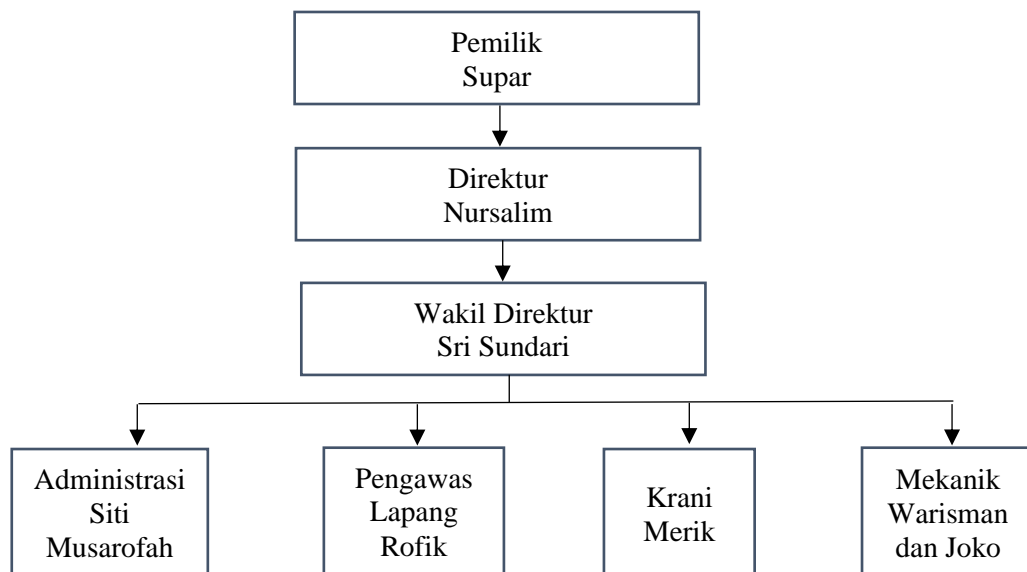 Pemilik
Supar
Direktur
Nursalim
Wakil Direktur
Sri Sundari
Administrasi
Siti
Musarofah
Pengawas
Lapang
Rofik
Krani
Merik
Mekanik
Warisman
dan Joko